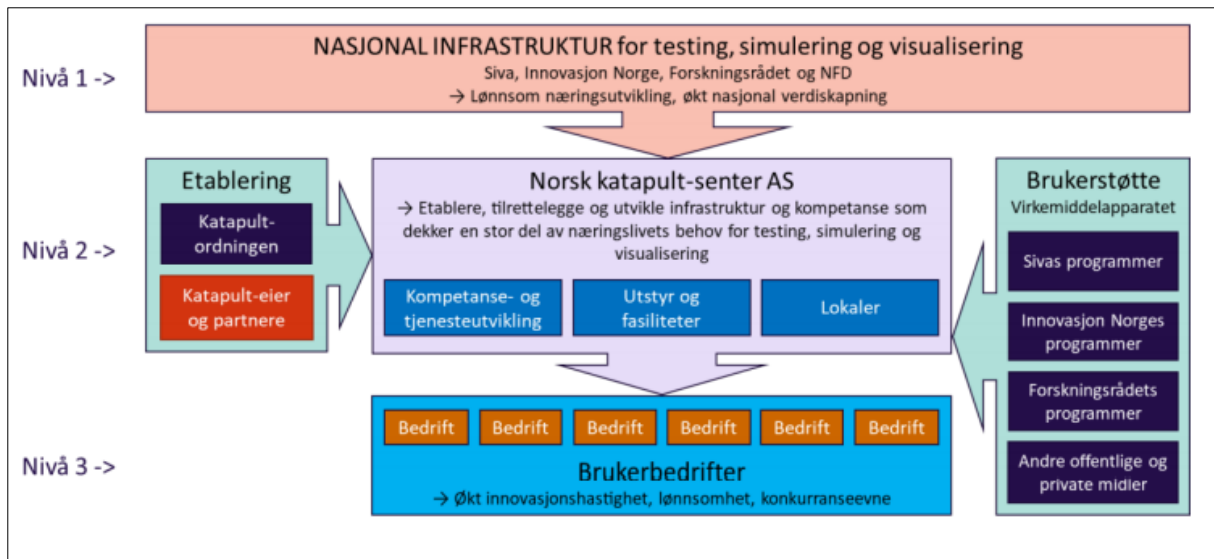 Nivå 1 ->
NASJONAL INFRASTRUKTUR for testing, simulering og visualisering
Siva, Innovasjon Norge, Forskningsrådet og NFD
→ Lønnsom næringsutvikling, økt nasjonal verdiskapning
Nivå 2 ->
Etablering
Katapult-
ordningen
Katapult-eier
og partnere
Norsk katapult-senter AS
→ Etablere, tilrettelegge og utvikle infrastruktur og kompetanse som
dekker en stor del av næringslivets behov for testing, simulering og
visualisering
Kompetanse- og
tjenesteutvikling
Utstyr og
fasiliteter
Lokaler
Brukerstøtte
Virkemiddelapparatet
Sivas programmer
Innovasjon Norges
programmer
Forskningsrådets
programmer
Andre offentlige og
private midler
Nivå 3 ->
Bedrift Bedrift Bedrift Bedrift Bedrift Bedrift
Brukerbedrifter
→ Økt innovasjonshastighet, lønnsomhet, konkurranseevne